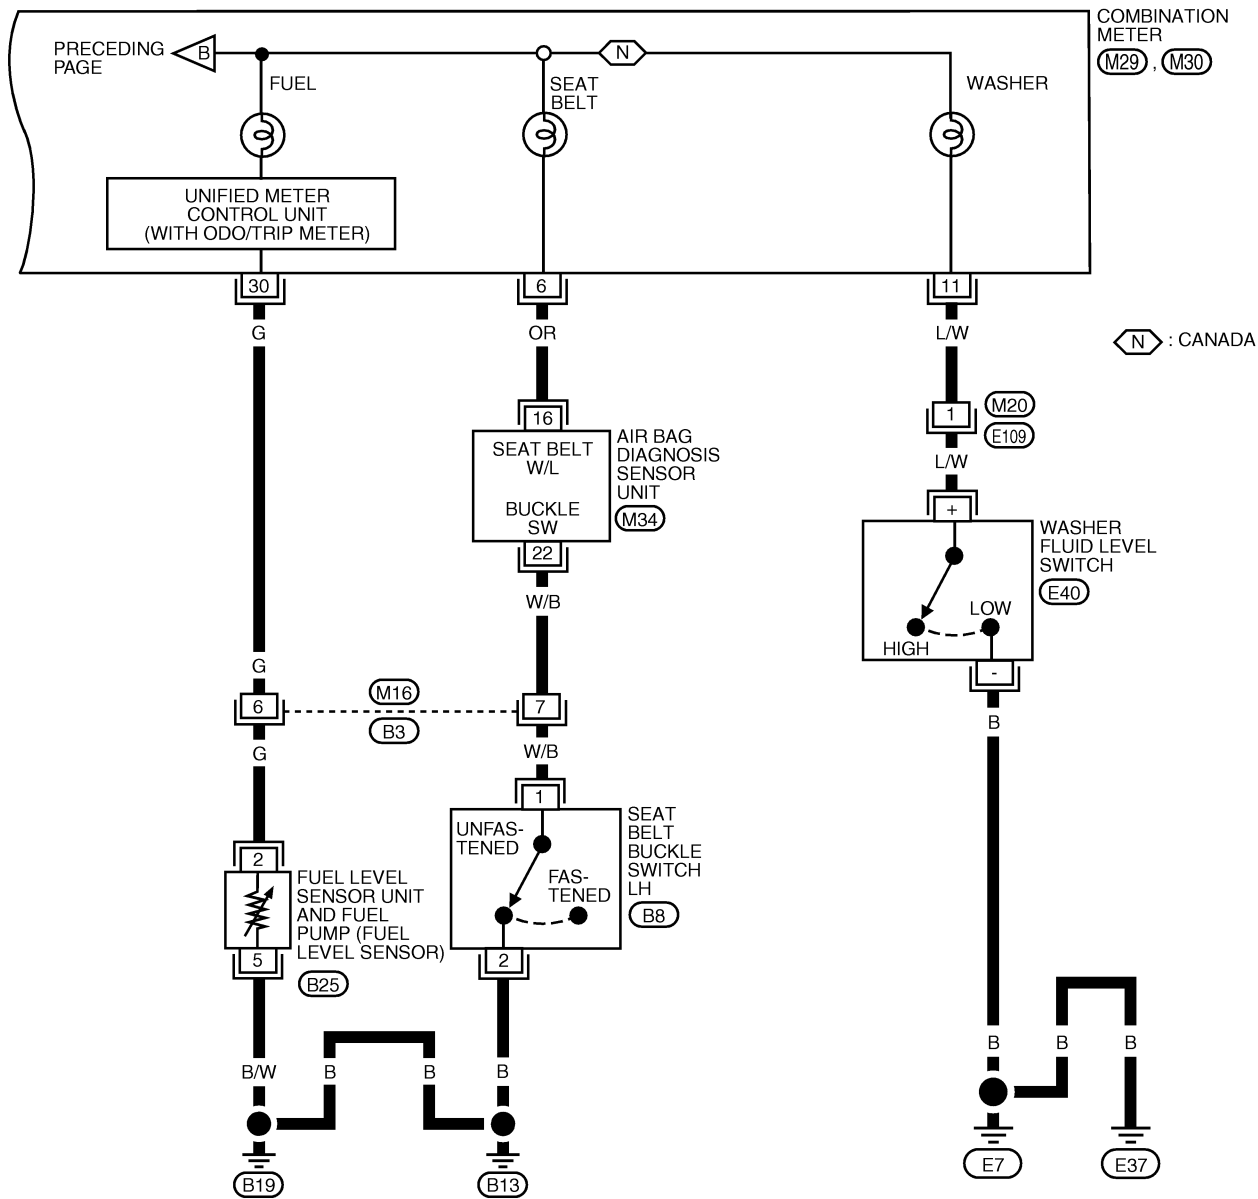 COMBINATION
METER
M29 , M30
PRECEDING
PAGE
B
N
FUEL
SEAT
BELT
WASHER
UNIFIED METER
CONTROL UNIT
(WITH ODO/TRIP METER)
30
6
11
G
OR
L/W
N : CANADA
16
1
M20
E109
SEAT BELT
W/L
BUCKLE
SW
AIR BAG
DIAGNOSIS
SENSOR
UNIT
M34
L/W
22
+
WASHER
FLUID LEVEL
SWITCH
E40
LOW
HIGH
-
W/B
G
6
M16
B3
7
B
G
W/B
1
UNFAS-
TENED
FAS-
TENED
SEAT
BELT
BUCKLE
SWITCH
LH
B8
2
FUEL LEVEL
SENSOR UNIT
AND FUEL
PUMP (FUEL
LEVEL SENSOR)
B25
5
2
B/W
B
B
B
B
B
B
B19
B13
E7
E37